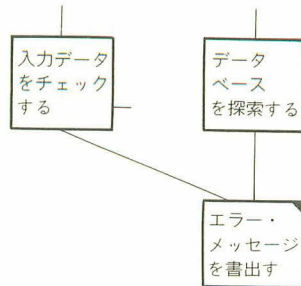 入力データ
をチェック
する
データ
ベース
を探索する
エラー・
メッセージ
を書出す